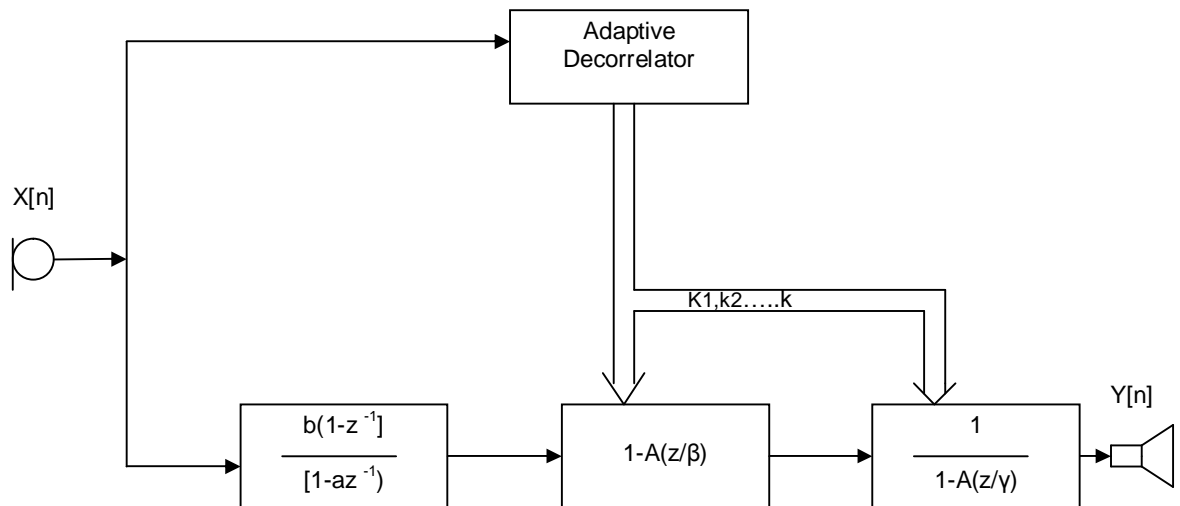 Adaptive
Decorrelator
X[n]
K1,k2…..k
Y[n]
b(1-z -1]
[1-az -1)
1-A(z/β)
1
1-A(z/γ)